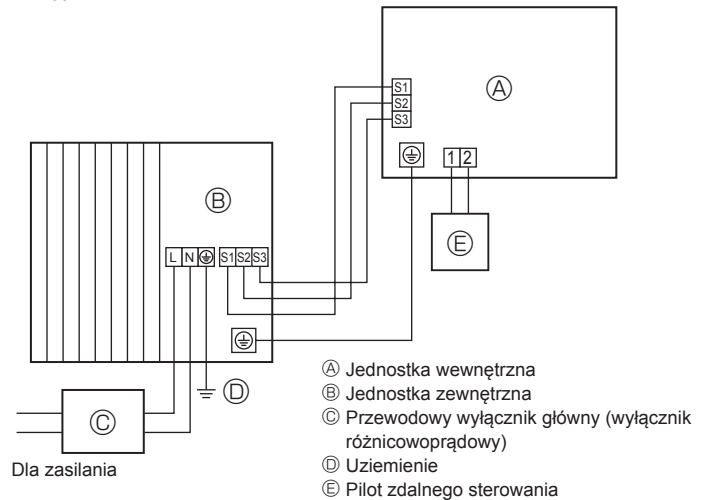 S1
S2
S3
Ⓐ
1 2
Ⓑ
Ⓔ
L N S1 S2 S3
Ⓓ
Ⓒ
Dla zasilania
Ⓐ Jednostka wewnętrzna
Ⓑ Jednostka zewnętrzna
Ⓒ Przewodowy wyłącznik główny (wyłącznik
różnicowoprądowy)
Ⓓ Uziemienie
Ⓔ Pilot zdalnego sterowania